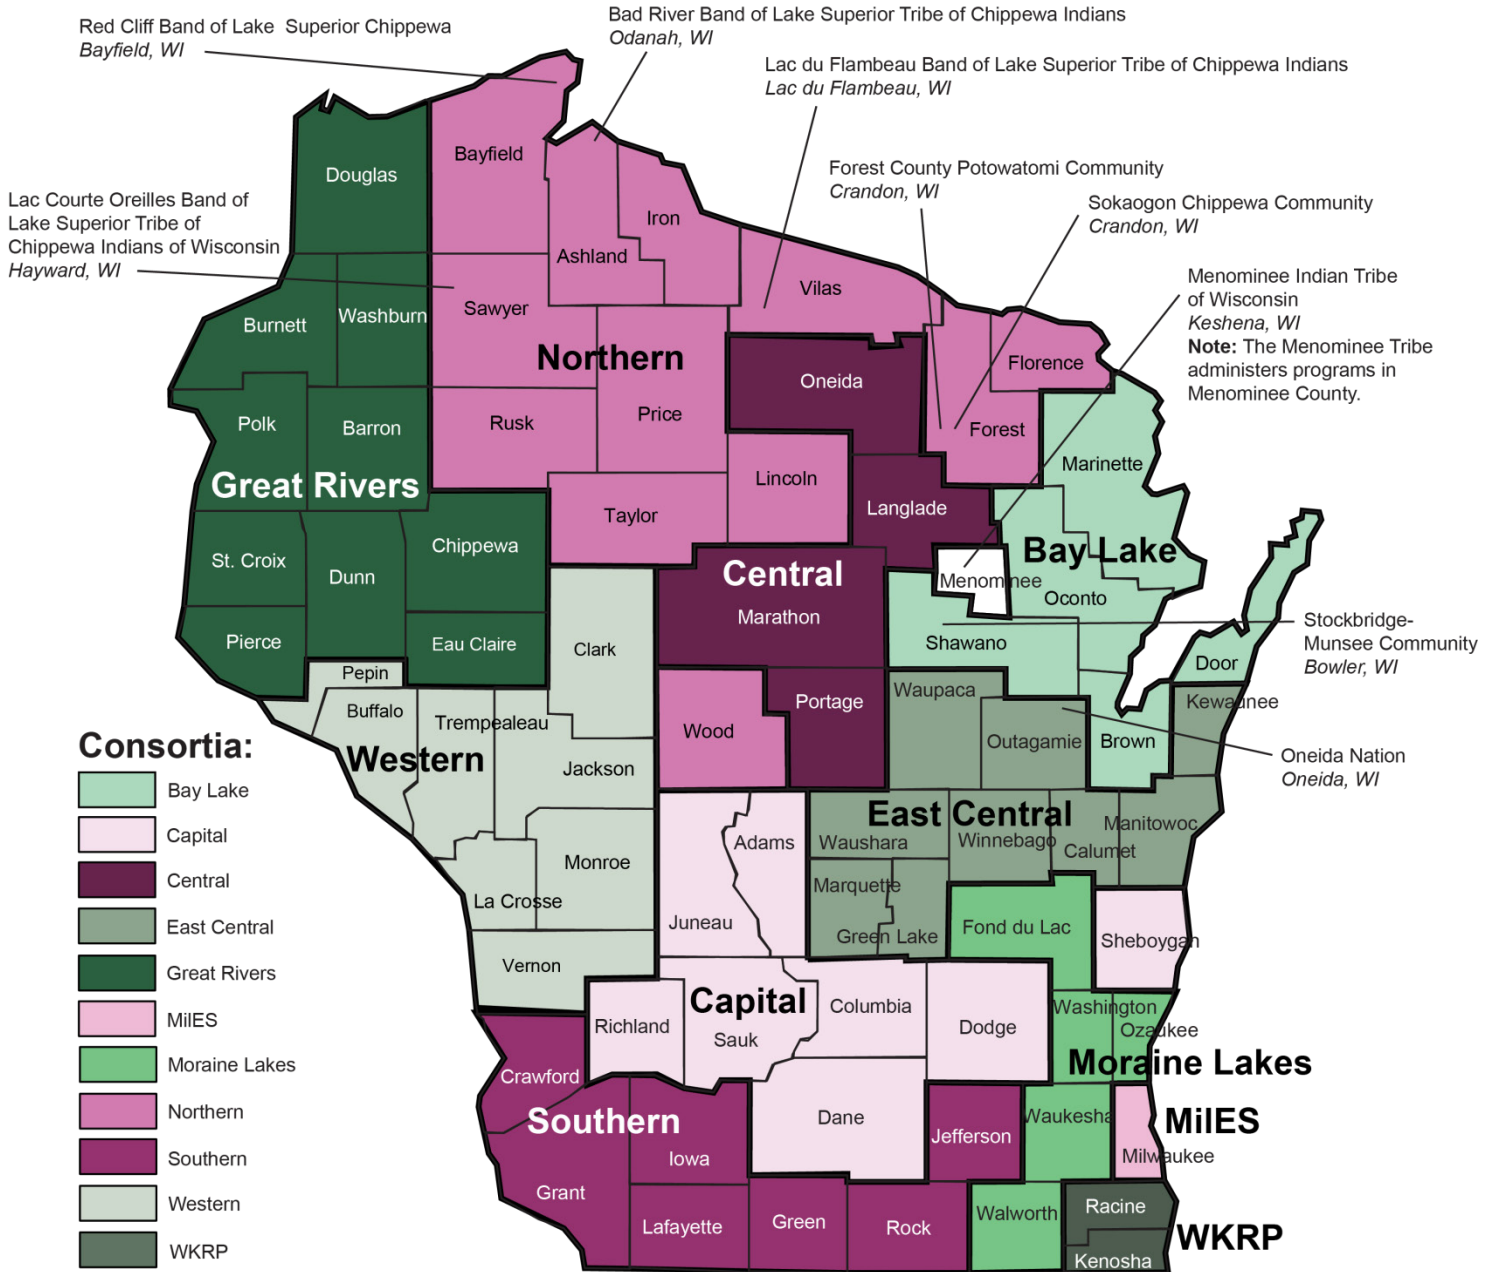 Red Cliff Band of Lake Superior Chippewa
Bayfield, WI
Bad River Band of Lake Superior Tribe of Chippewa Indians
Odanah, WI
Lac du Flambeau Band of Lake Superior Tribe of Chippewa Indians
Lac du Flambeau, WI
Forest County Potowatomi Community
Crandon, WI
Sokaogon Chippewa Community
Crandon, WI
Lac Courte Oreilles Band of
Lake Superior Tribe of
Chippewa Indians of Wisconsin
Hayward, WI
Menominee Indian Tribe
of Wisconsin
Keshena, WI
Note: The Menominee Tribe
administers programs in
Menominee County.
Stockbridge-
Munsee Community
Bowler, WI
Oneida Nation
Oneida, WI
Douglas
Bayfield
Iron
Ashland
Vilas
Burnett
Washburn
Sawyer
Northern
Florence
Oneida
Polk
Barron
Rusk
Price
Forest
Great Rivers
Lincoln
Marinette
Taylor
Langlade
St. Croix
Dunn
Chippewa
Central
Bay Lake
Menominee
Oconto
Marathon
Pierce
Eau Claire
Clark
Shawano
Door
Pepin
Buffalo
Trempealeau
Western
Jackson
Wood
Portage
Waupaca
Outagamie
Brown
Kewaunee
Monroe
La Crosse
Vernon
Adams
Juneau
East Central
Waushara
Winnebago
Calumet
Manitowoc
Marquette
Green Lake
Fond du Lac
Sheboygan
Capital
Richland
Sauk
Columbia
Dodge
Washington
Ozaukee
Moraine Lakes
Crawford
Southern
Iowa
Dane
Jefferson
Waukesha
MilES
Milwaukee
Grant
Lafayette
Green
Rock
Walworth
Racine
WKRP
Kenosha
Consortia:
Bay Lake
Capital
Central
East Central
Great Rivers
MilES
Moraine Lakes
Northern
Southern
Western
WKRP